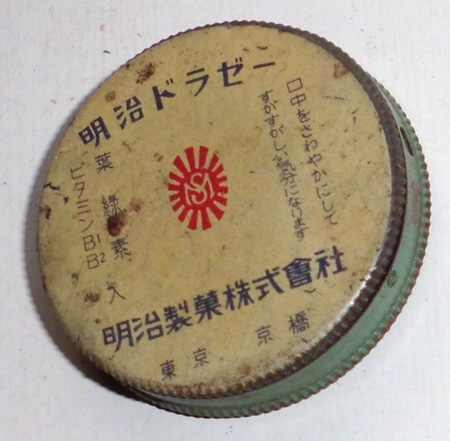 明治ドラゼー
口中をさわやかにして
すがすがしい気分になります
葉緑素入
ビタミンB1 B2
明治製菓株式會社
東京 京橋